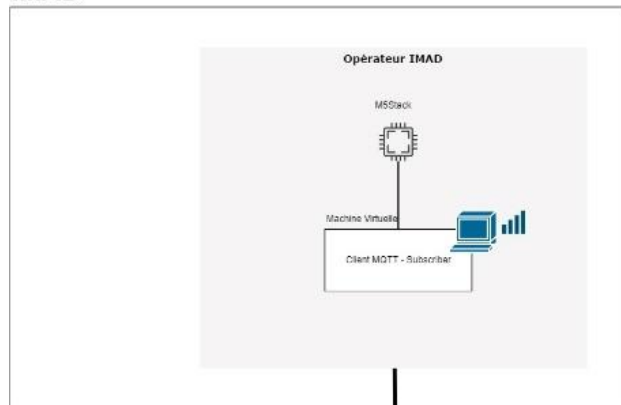 Opérateur IMAD
M5Stack
Machine Virtuelle
Client MQTT - Subscriber